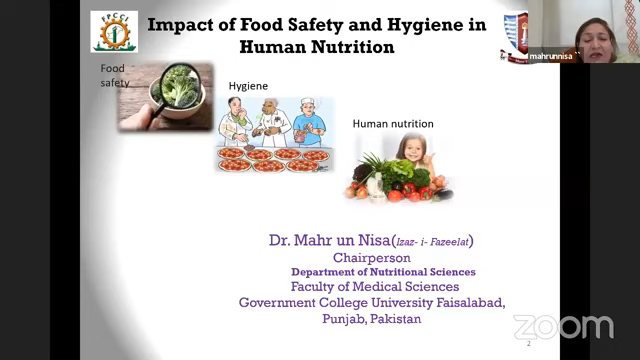 FPCCI
Impact of Food Safety and Hygiene in
Human Nutrition
mahrunnisa ``
Food
safety
Hygiene
Human nutrition
Dr. Mahr un Nisa(Izaz- i- Fazeelat)
Chairperson
Department of Nutritional Sciences
Faculty of Medical Sciences
Government College University Faisalabad,
Punjab, Pakistan
zoom
2